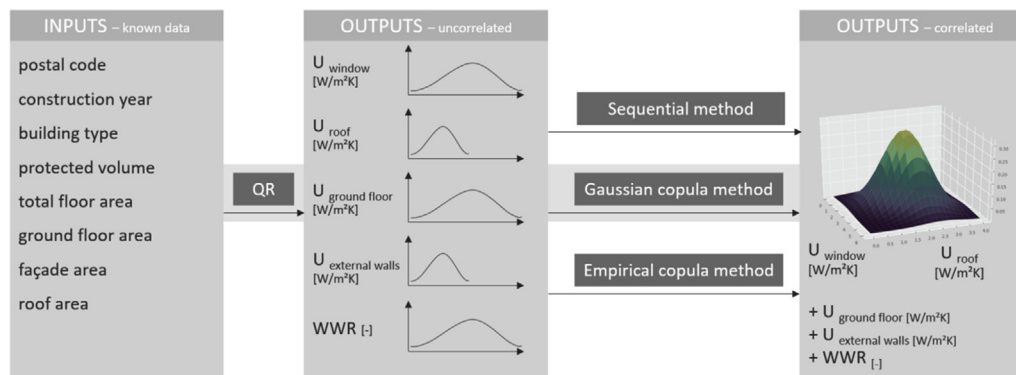 INPUTS – known data
postal code
construction year
building type
protected volume
total floor area
ground floor area
façade area
roof area
QR
OUTPUTS – uncorrelated
U window
[W/m²K]
U roof
[W/m²K]
U ground floor
[W/m²K]
U external walls
[W/m²K]
WWR [-]
Sequential method
Gaussian copula method
Empirical copula method
OUTPUTS – correlated
U window
[W/m²K]
U roof
[W/m²K]
+ U ground floor [W/m²K]
+ U external walls [W/m²K]
+ WWR [-]